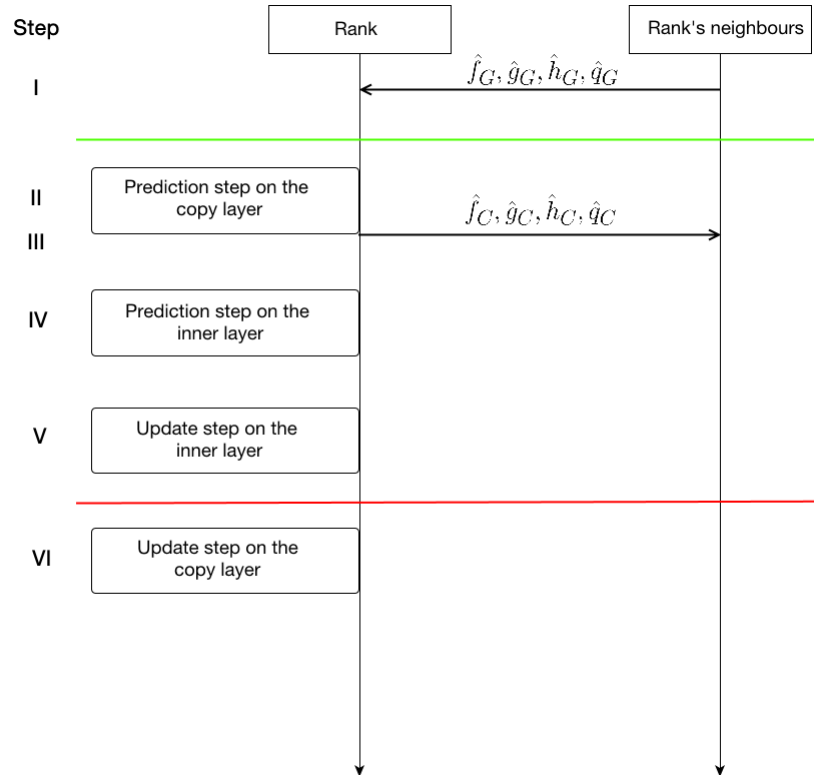 Step
Rank
Rank's neighbours
I
f̂_G, ĝ_G, ĥ_G, q̂_G
II
Prediction step on the
copy layer
f̂_C, ĝ_C, ĥ_C, q̂_C
III
IV
Prediction step on the
inner layer
V
Update step on the
inner layer
VI
Update step on the
copy layer